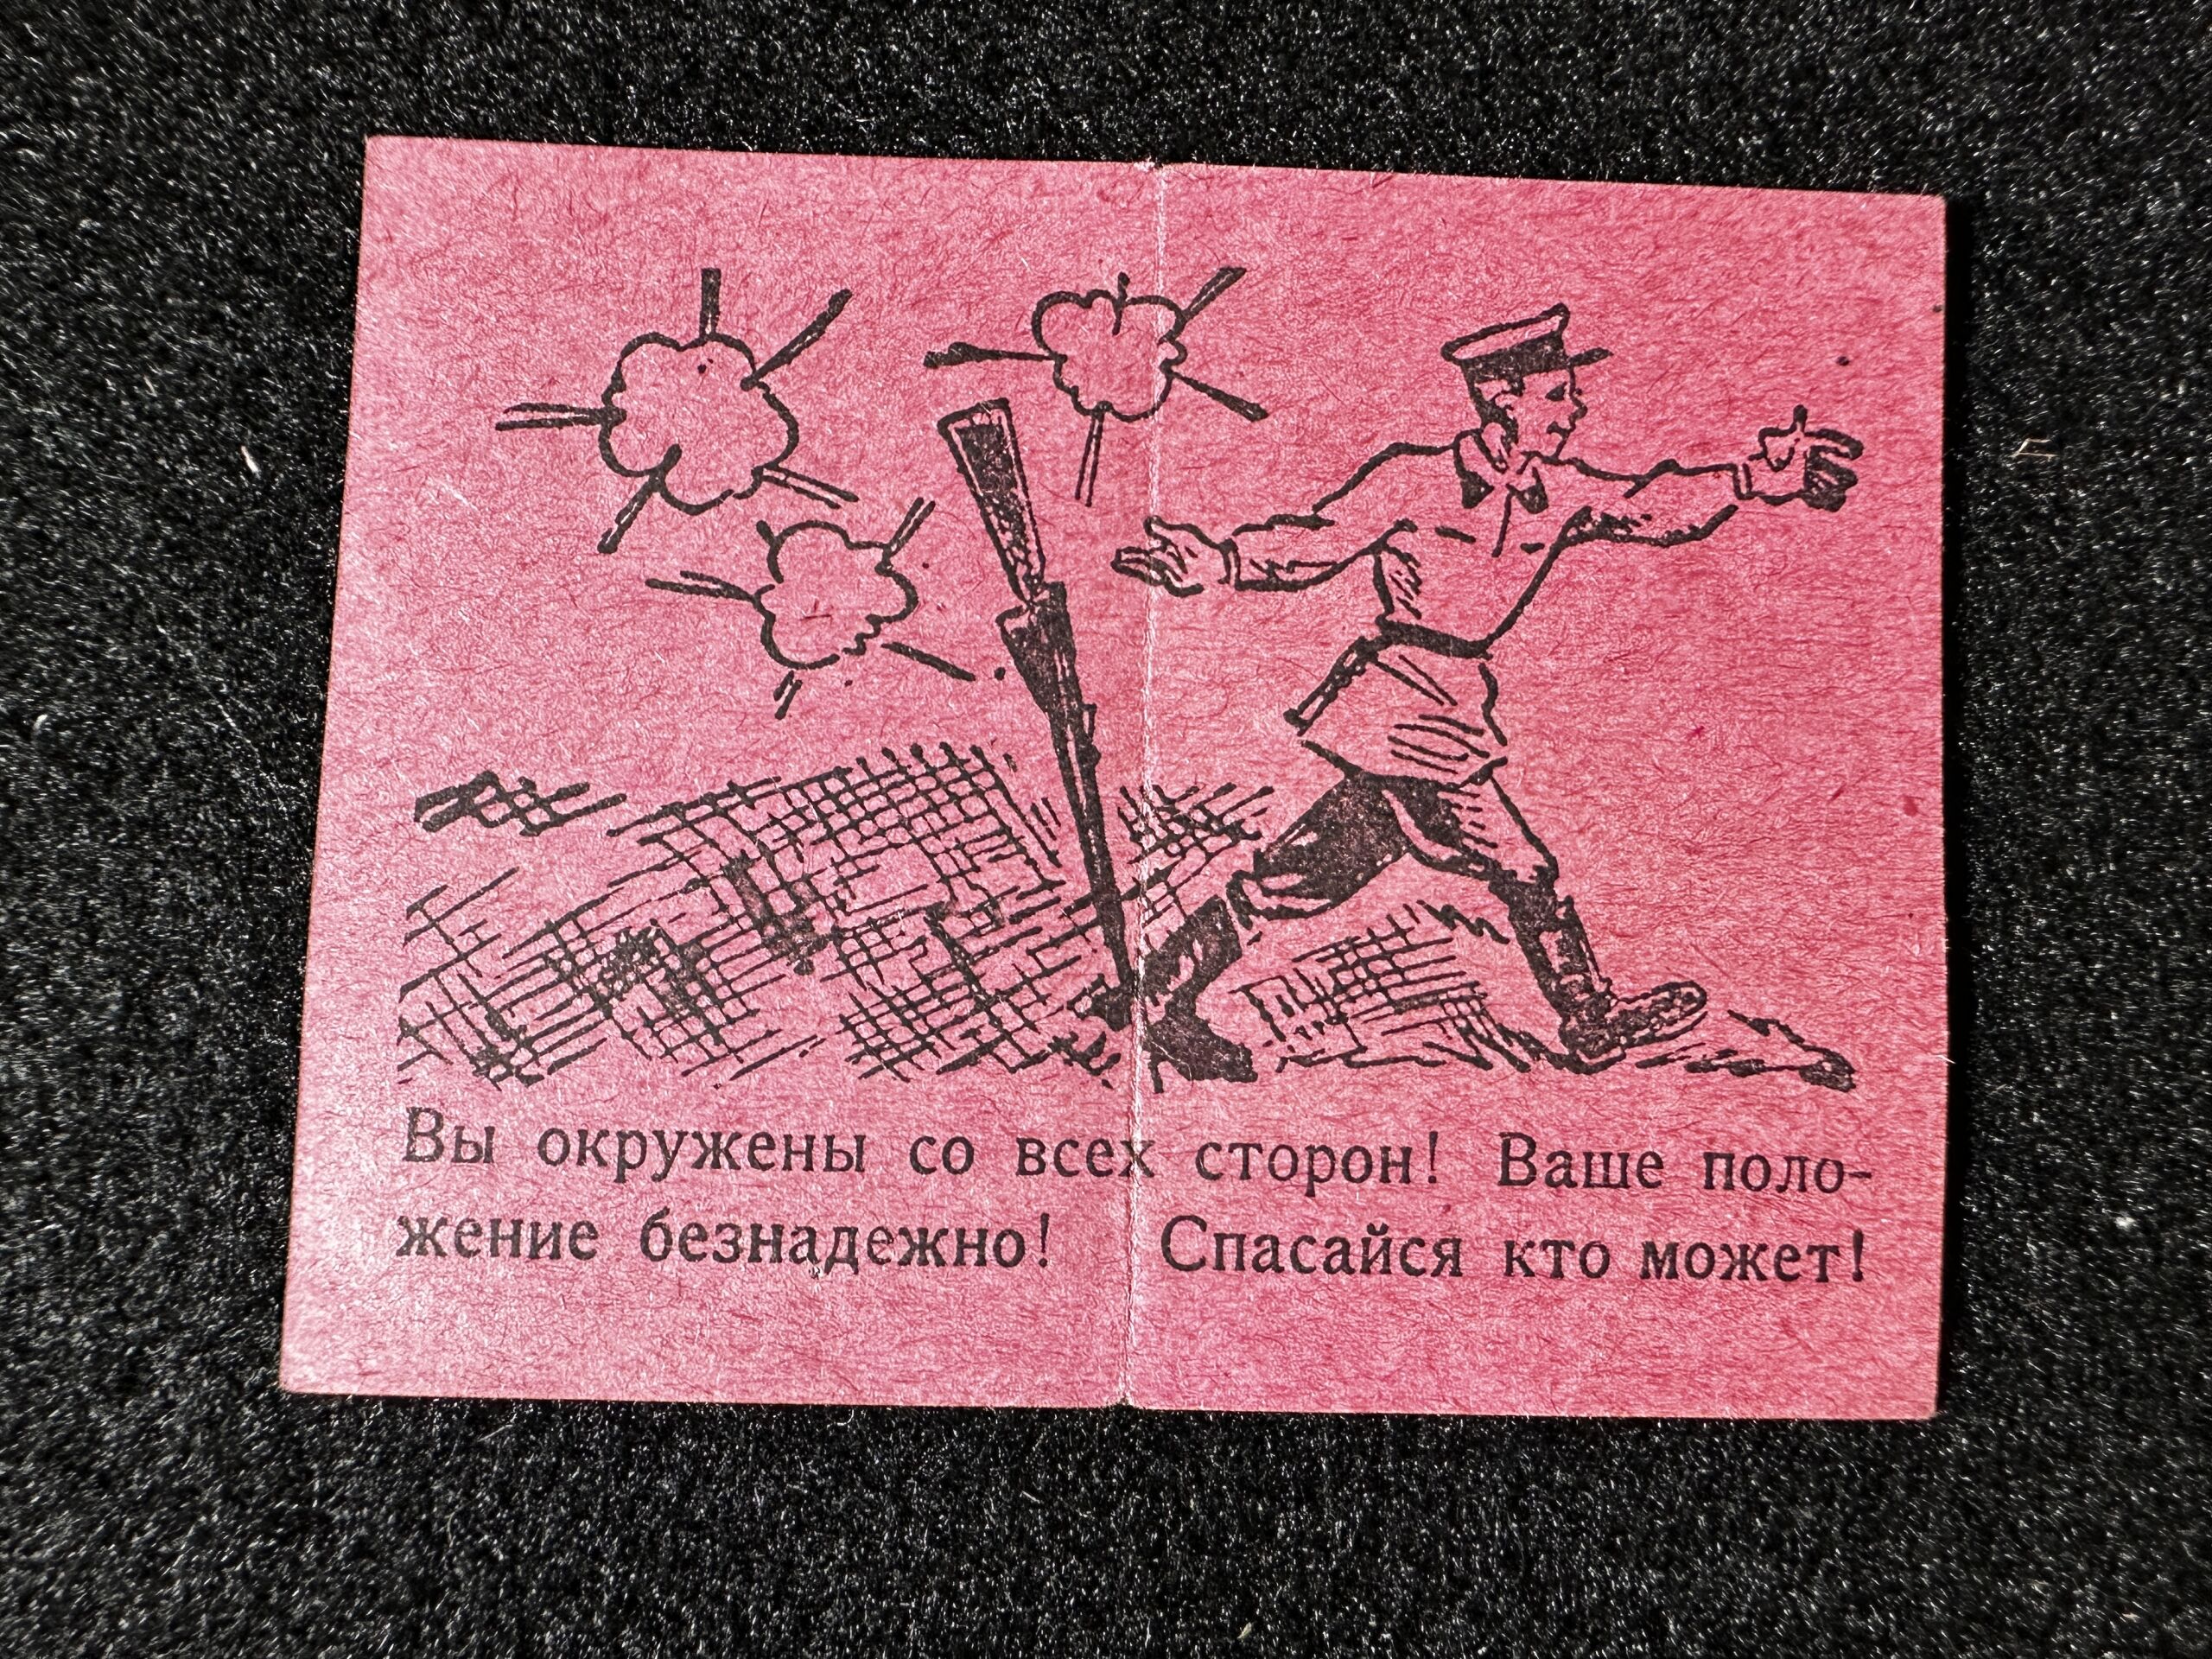 Вы окружены со всех сторон! Ваше поло-
жение безнадежно! Спасайся кто может!